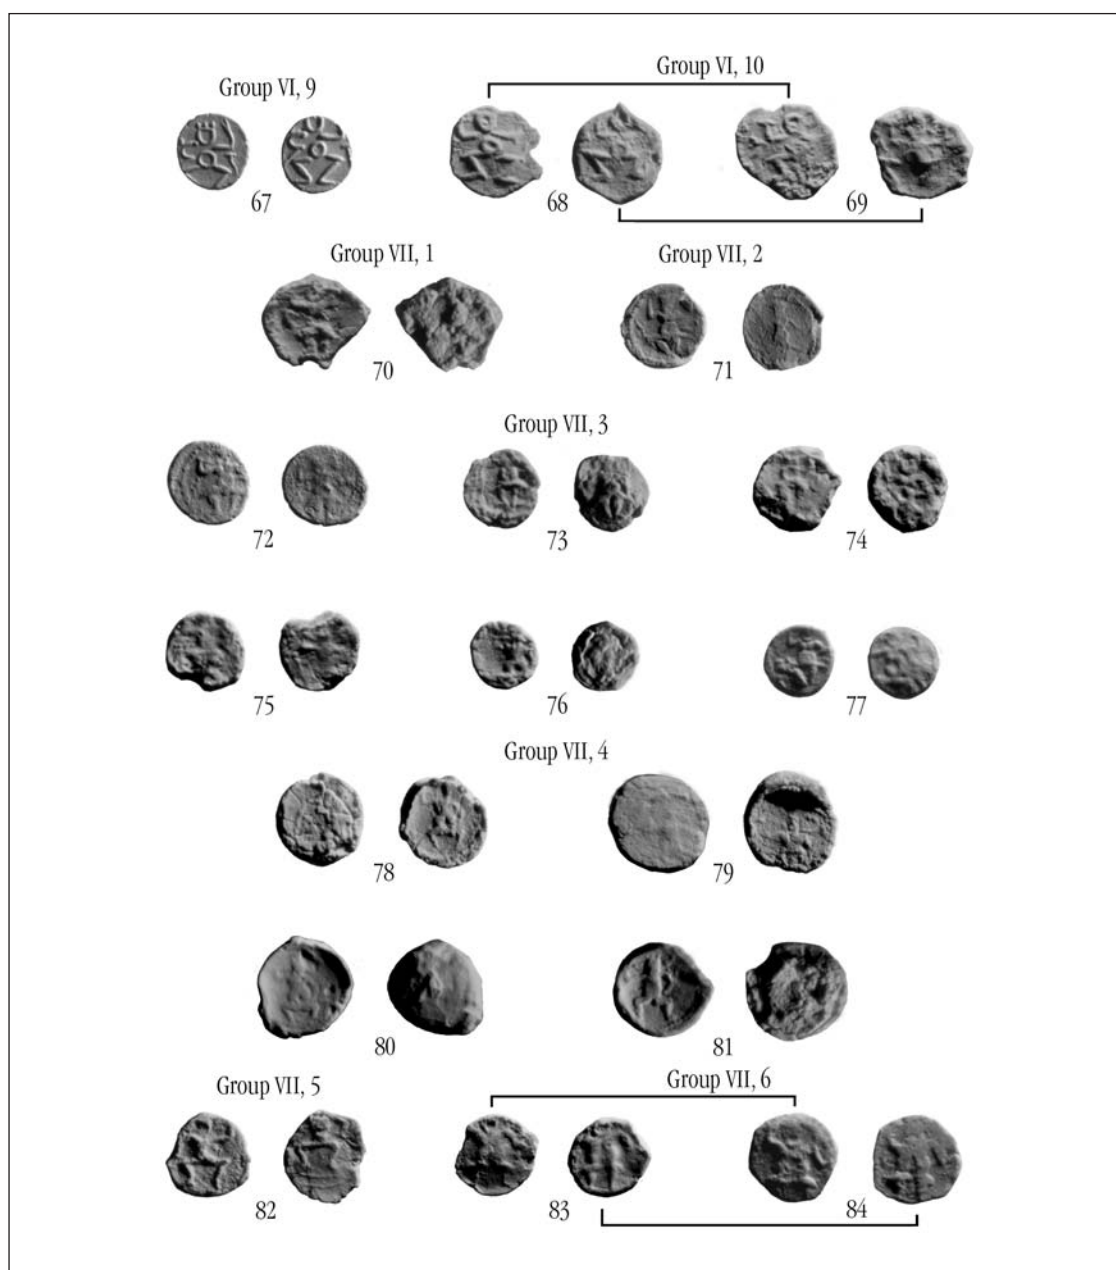 Group VI, 9
Group VI, 10
67
68
69
Group VII, 1
Group VII, 2
70
71
Group VII, 3
72
73
74
75
76
77
Group VII, 4
78
79
80
81
Group VII, 5
Group VII, 6
82
83
84